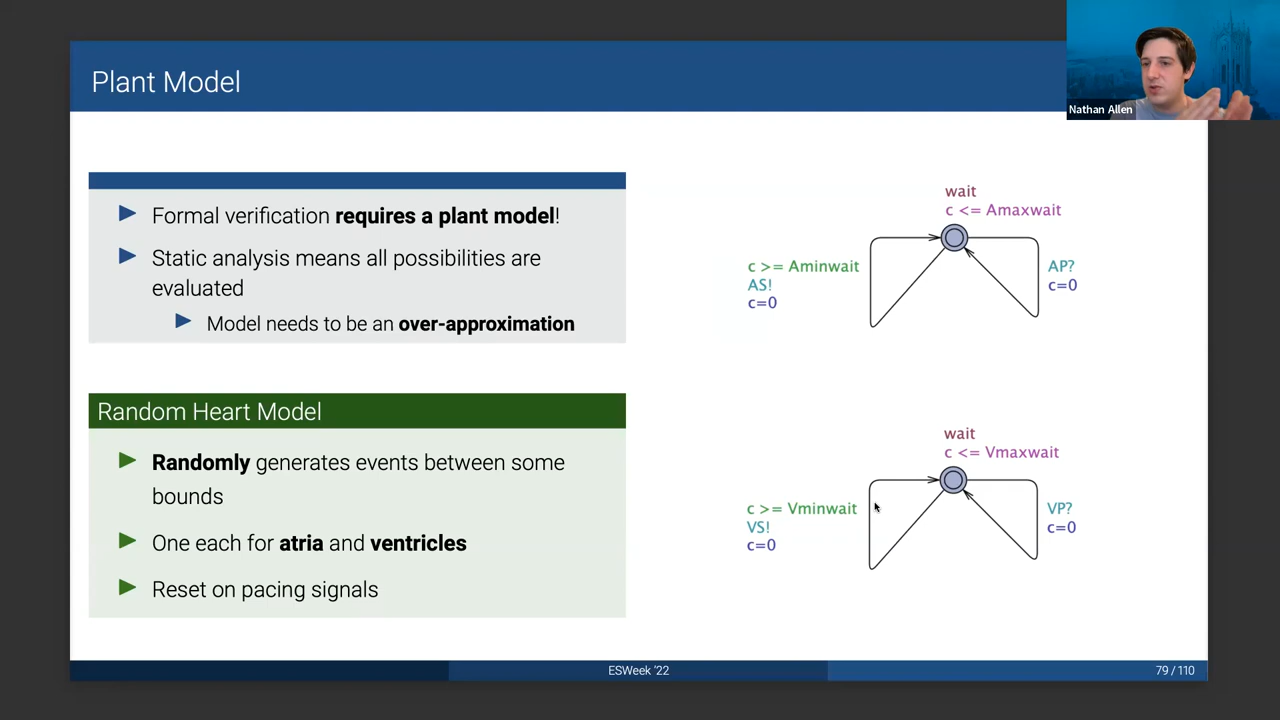 Plant Model
Nathan Allen
Formal verification requires a plant model!
Static analysis means all possibilities are
evaluated
Model needs to be an over-approximation
Random Heart Model
Randomly generates events between some
bounds
One each for atria and ventricles
Reset on pacing signals
wait
c <= Amaxwait
c >= Aminwait
AS!
c=0
AP?
c=0
wait
c <= Vmaxwait
c >= Vminwait
VS!
c=0
VP?
c=0
ESWeek '22
79 / 110